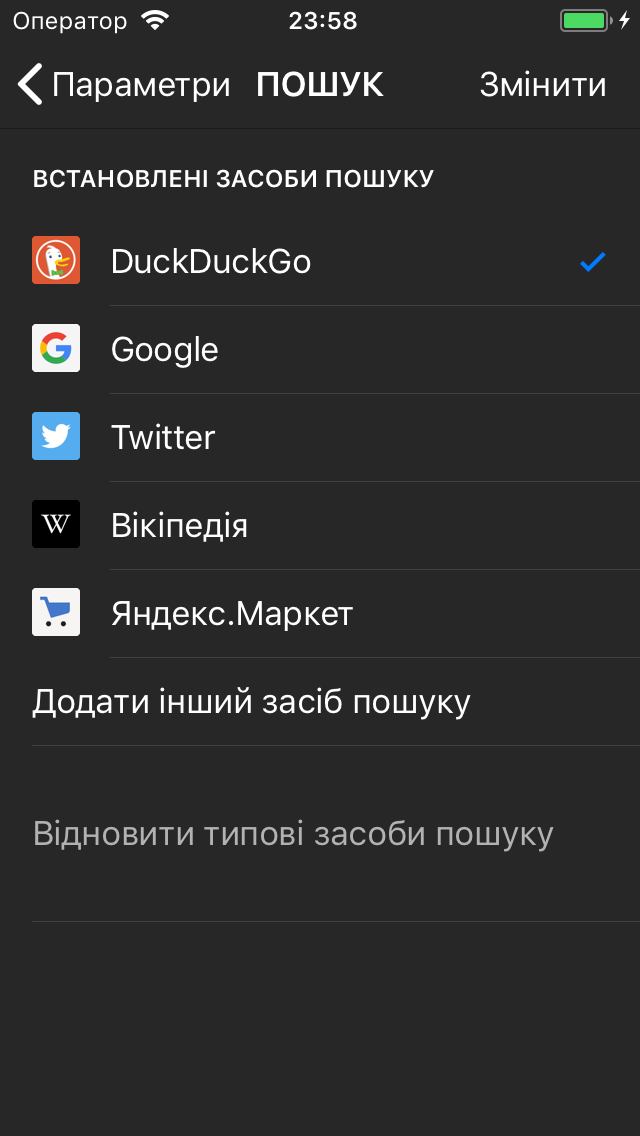 Оператор 23:58
Параметри ПОШУК Змінити
ВСТАНОВЛЕНІ ЗАСОБИ ПОШУКУ
DuckDuckGo
Google
Twitter
W Вікіпедія
Яндекс.Маркет
Додати інший засіб пошуку
Відновити типові засоби пошуку